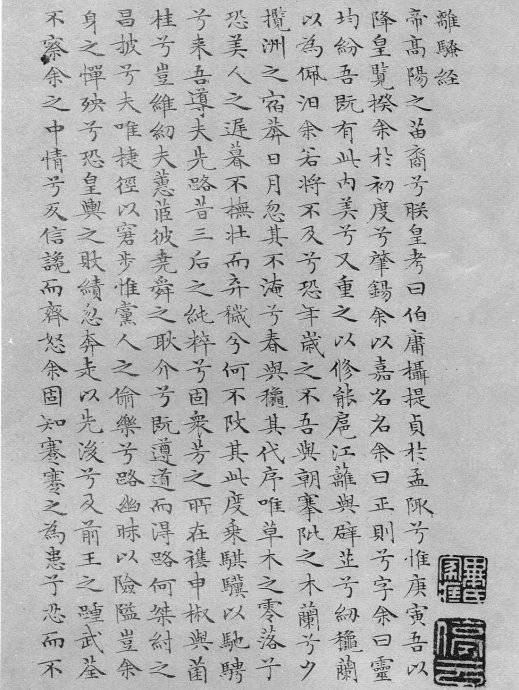 離騷經
帝高陽之苗裔兮朕皇考曰伯庸攝提貞於孟陬兮惟庚寅吾以
降皇覽揆余於初度兮肇錫余以嘉名名余曰正則兮字余曰靈
均紛吾既有此內美兮又重之以修能扈江蘺與辟芷兮紉穐蘭
以為佩汨余若將不及兮恐年歲之不吾與朝搴阰之木蘭兮夕
攬洲之宿莽日月忽其不淹兮春與穐其代序唯草木之零落兮
恐美人之遲暮不撫壯而弃穢兮何不改其此度乘騏驥以馳騁
兮来吾導夫先路昔三后之純粹兮固衆芳之所在襍申椒與菌
桂兮豈維紉夫蕙茝彼堯舜之耿介兮既遵道而得路何桀紂之
昌披兮夫唯捷徑以窘步惟黨人之偷樂兮路幽昧以險隘豈余
身之憚殃兮恐皇輿之敗績忽奔走以先後兮及前王之踵武荃
不察余之中情兮反信讒而齊怒余固知謇謇之為患兮忍而不
停雲